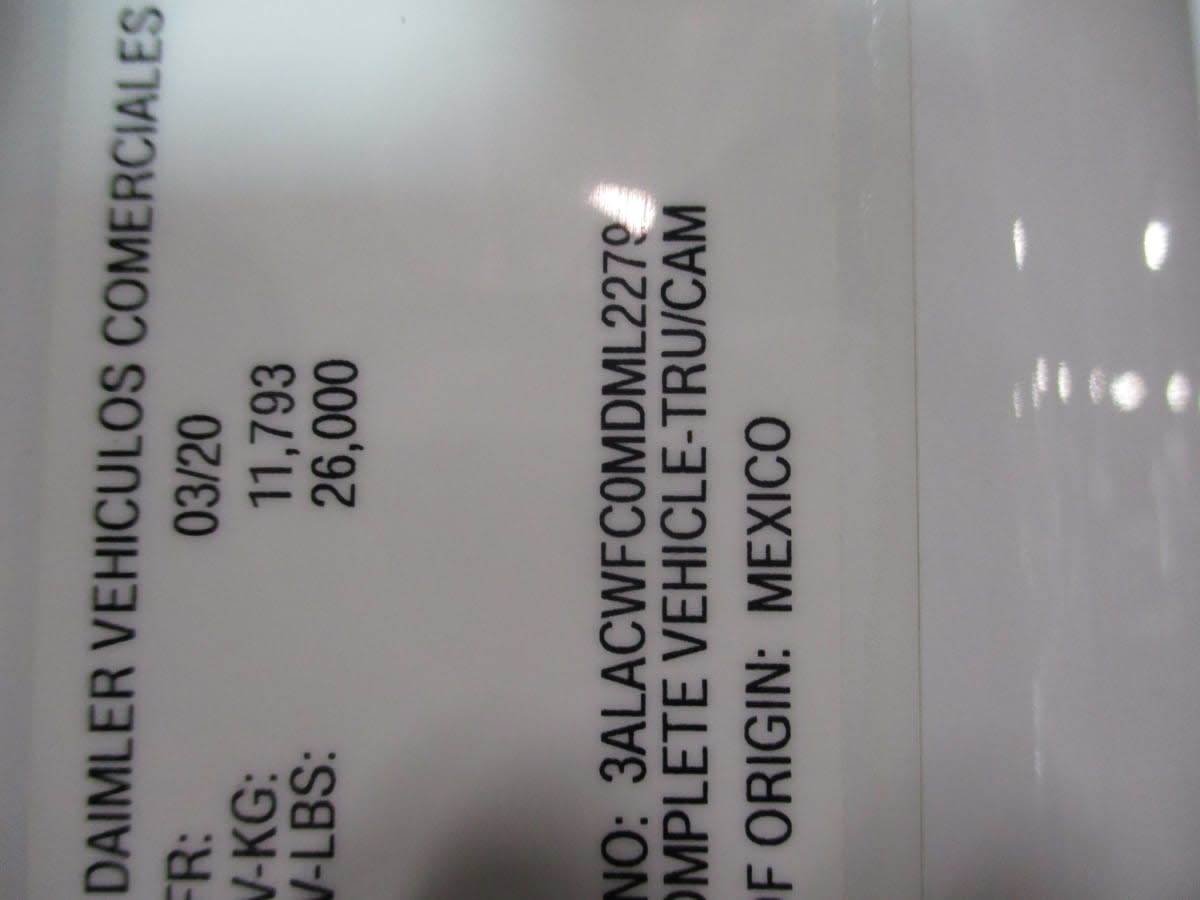 DAIMLER VEHICULOS COMERCIALES
FR: 03/20
V-KG: 11,793
V-LBS: 26,000
NO: 3ALACWFC0MDML2279
OMPLETE VEHICLE-TRU/CAM
OF ORIGIN: MEXICO